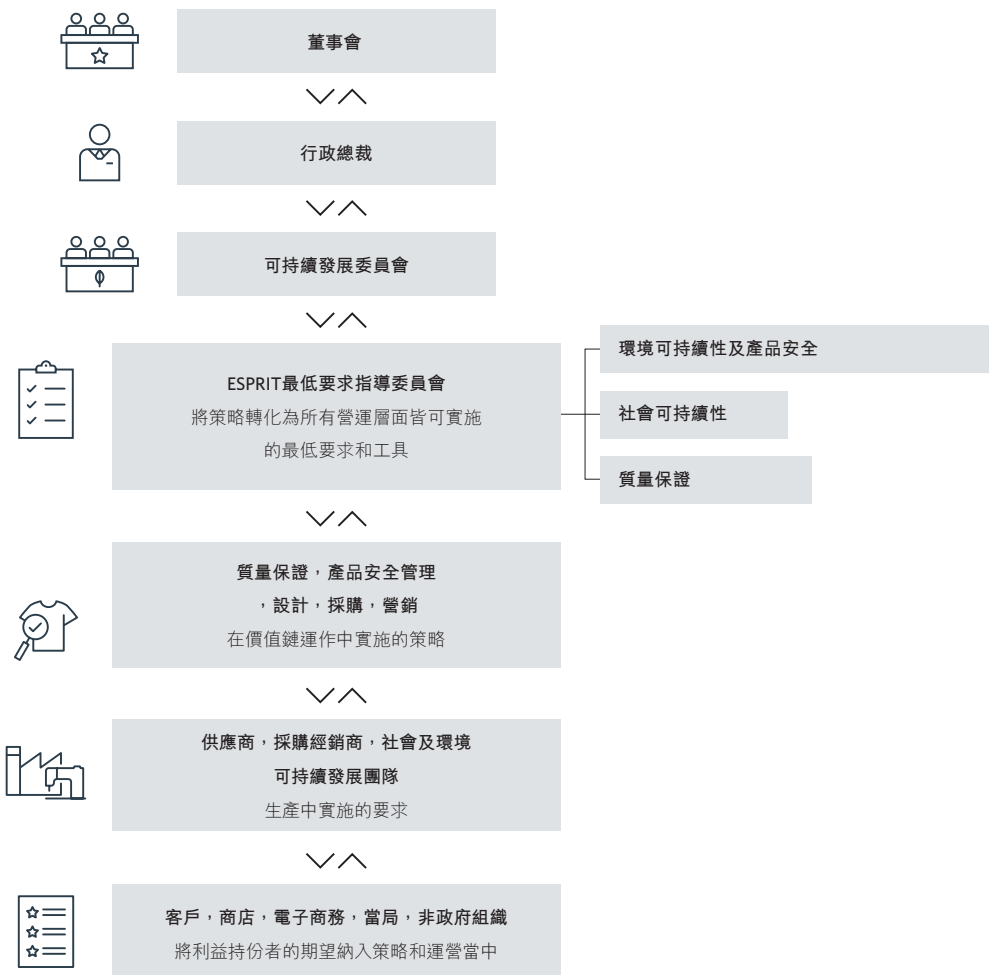 董事會
行政總裁
可持續發展委員會
ESPRIT最低要求指導委員會
將策略轉化為所有營運層面皆可實施
的最低要求和工具
環境可持續性及產品安全
社會可持續性
質量保證
質量保證，產品安全管理
，設計，採購，營銷
在價值鏈運作中實施的策略
供應商，採購經銷商，社會及環境
可持續發展團隊
生產中實施的要求
客戶，商店，電子商務，當局，非政府組織
將利益持份者的期望納入策略和運營當中